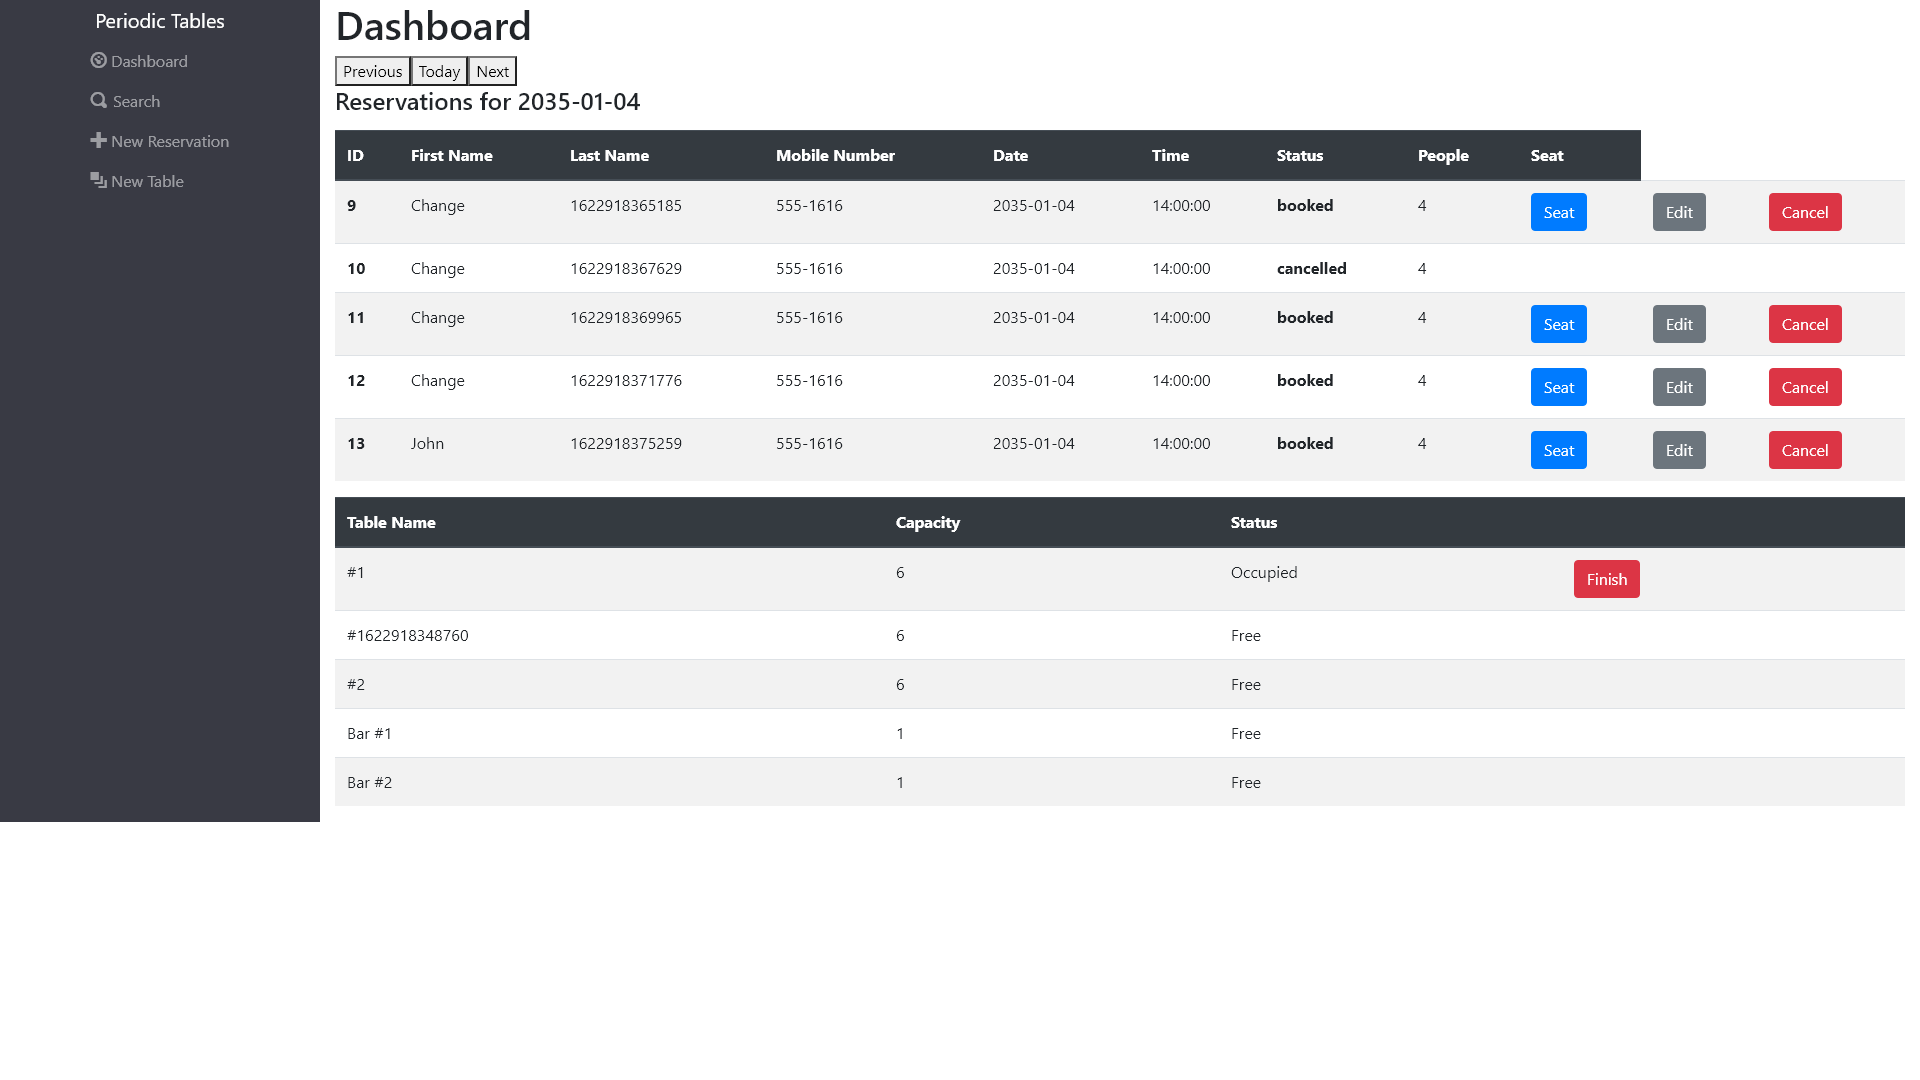 Periodic Tables
Dashboard
Search
New Reservation
New Table
Dashboard
Previous Today Next
Reservations for 2035-01-04
ID First Name Last Name Mobile Number Date Time Status People Seat
9 Change 1622918365185 555-1616 2035-01-04 14:00:00 booked 4 Seat Edit Cancel
10 Change 1622918367629 555-1616 2035-01-04 14:00:00 cancelled 4
11 Change 1622918369965 555-1616 2035-01-04 14:00:00 booked 4 Seat Edit Cancel
12 Change 1622918371776 555-1616 2035-01-04 14:00:00 booked 4 Seat Edit Cancel
13 John 1622918375259 555-1616 2035-01-04 14:00:00 booked 4 Seat Edit Cancel
Table Name Capacity Status
#1 6 Occupied Finish
#1622918348760 6 Free
#2 6 Free
Bar #1 1 Free
Bar #2 1 Free